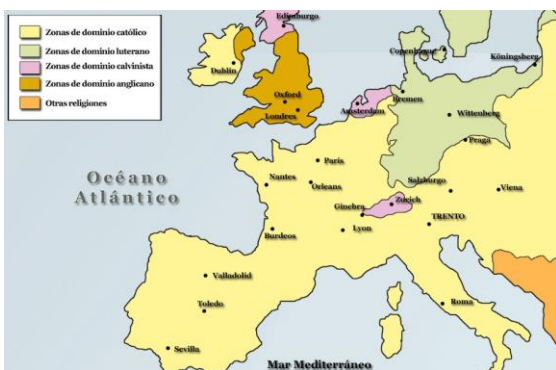 Zonas de dominio católico
Zonas de dominio luterano
Zonas de dominio calvinista
Zonas de dominio anglicano
Otras religiones
Edimburgo
Dublín
Oxford
Londres
Copenhague
Köningsberg
Bremen
Amsterdam
Wittenberg
Praga
París
Océano
Atlántico
Nantes
Orleans
Salzburgo
Viena
Zurich
Ginebra
TRENTO
Burdeos
Lyon
Valladolid
Toledo
Roma
Sevilla
Mar Mediterráneo